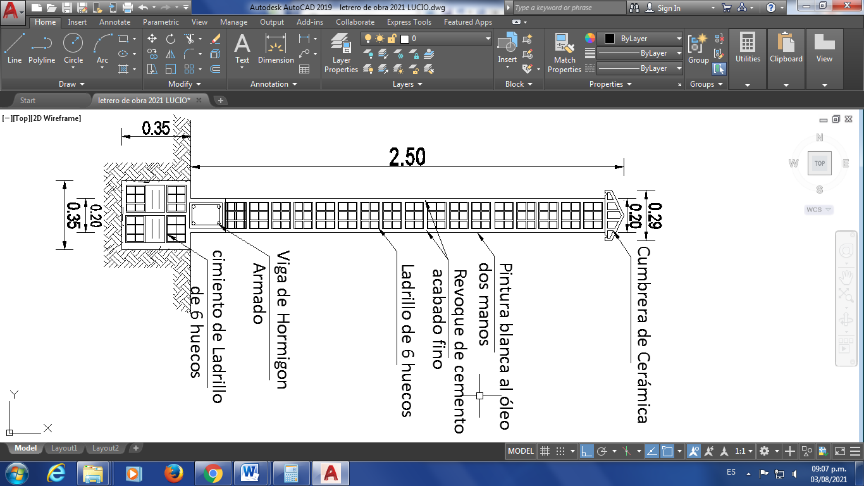 Autodesk AutoCAD 2019 letrero de obra 2021 LUCIO.dwg
Type a keyword or phrase
Sign In
Home Insert Annotate Parametric View Manage Output Add-ins Collaborate Express Tools Featured Apps
Line Polyline Circle Arc
Text Dimension
Layer Properties
0
Insert
Match Properties
ByLayer
ByLayer
ByLayer
Group
Utilities Clipboard View
Draw Modify Annotation Layers Block Properties Groups
Start letrero de obra 2021 LUCIO*
[−][Top][2D Wireframe]
0.35
2.50
0.35
0.20
0.20
0.29
cimiento de Ladrillo
de 6 huecos
Viga de Hormigon
Armado
Ladrillo de 6 huecos
Revoque de cemento
acabado fino
Pintura blanca al óleo
dos manos
Cumbrera de Cerámica
N
W TOP E
S
WCS
Y
X
Model Layout1 Layout2
MODEL
1:1
ES
09:07 p.m.
03/08/2021